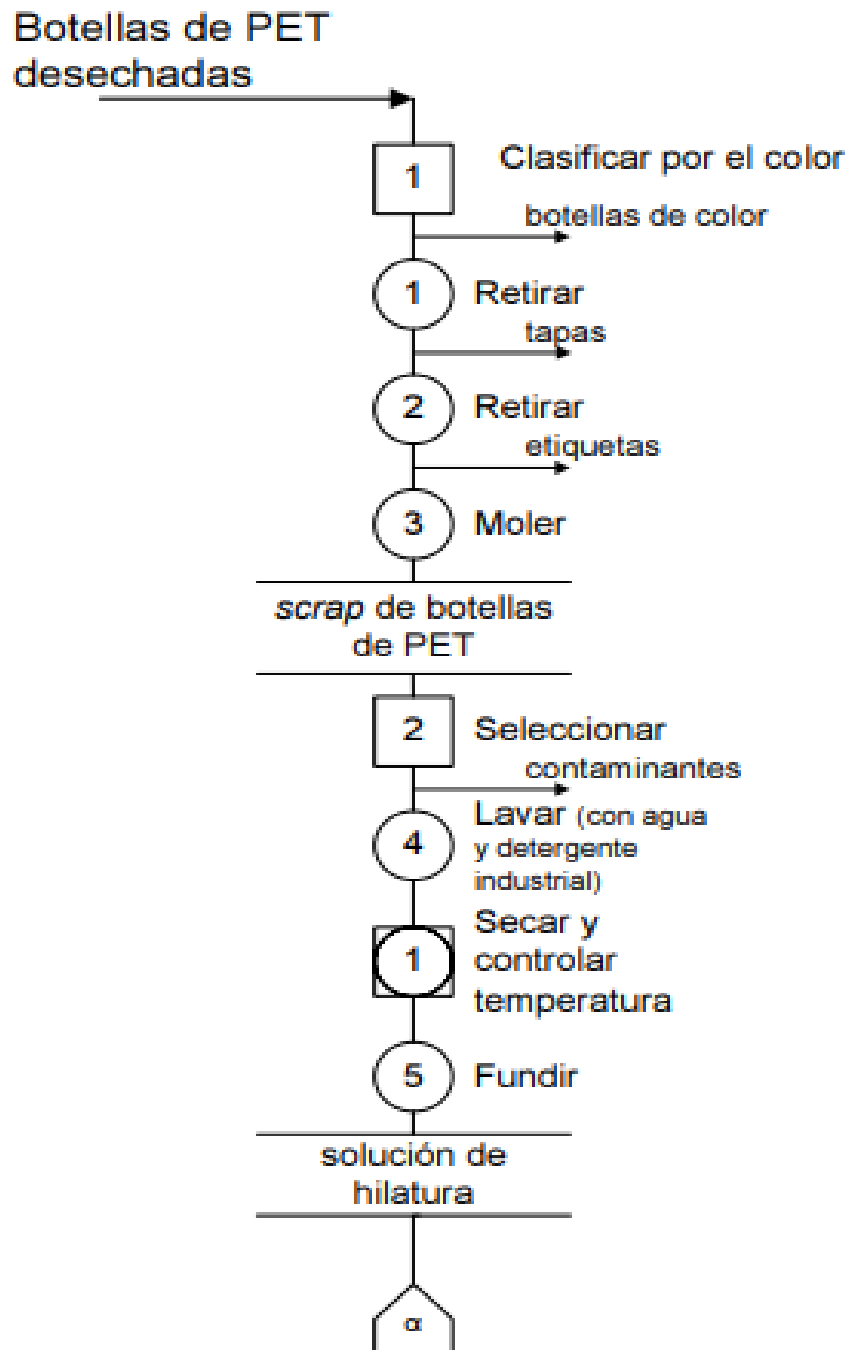 Botellas de PET
desechadas
1
Clasificar por el color
botellas de color
1
Retirar
tapas
2
Retirar
etiquetas
3
Moler
scrap de botellas
de PET
2
Seleccionar
contaminantes
4
Lavar (con agua
y detergente
industrial)
1
Secar y
controlar
temperatura
5
Fundir
solución de
hilatura
α